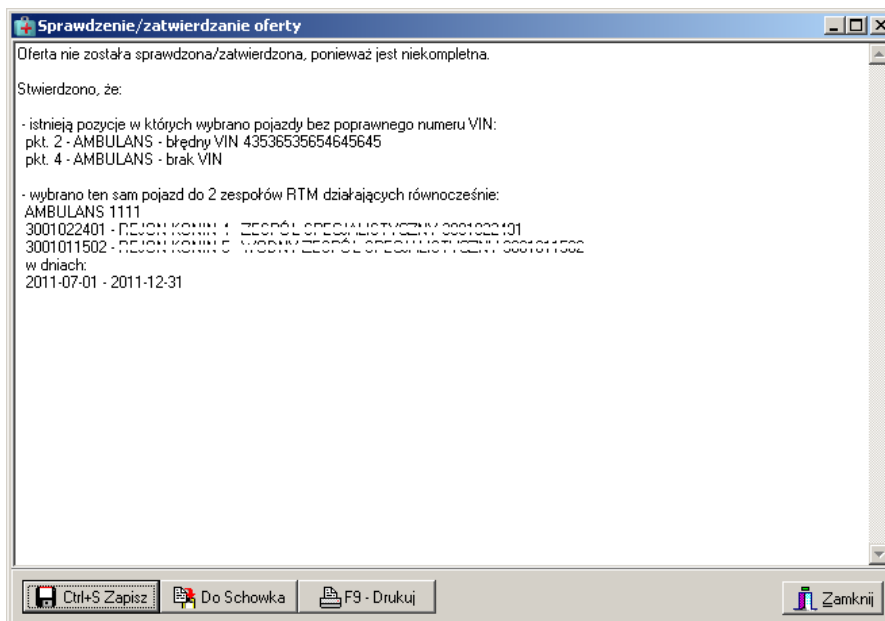 Sprawdzenie/zatwierdzanie oferty
Oferta nie została sprawdzona/zatwierdzona, ponieważ jest niekompletna.
Stwierdzono, że:
- istnieją pozycje w których wybrano pojazdy bez poprawnego numeru VIN:
pkt. 2 - AMBULANS - błędny VIN 43536535654645645
pkt. 4 - AMBULANS - brak VIN
- wybrano ten sam pojazd do 2 zespołów RTM działających równocześnie:
AMBULANS 1111
3001022401 -
3001011502 -
w dniach:
2011-07-01 - 2011-12-31
Ctrl+S Zapisz
Do Schowka
F9 - Drukuj
Zamknij